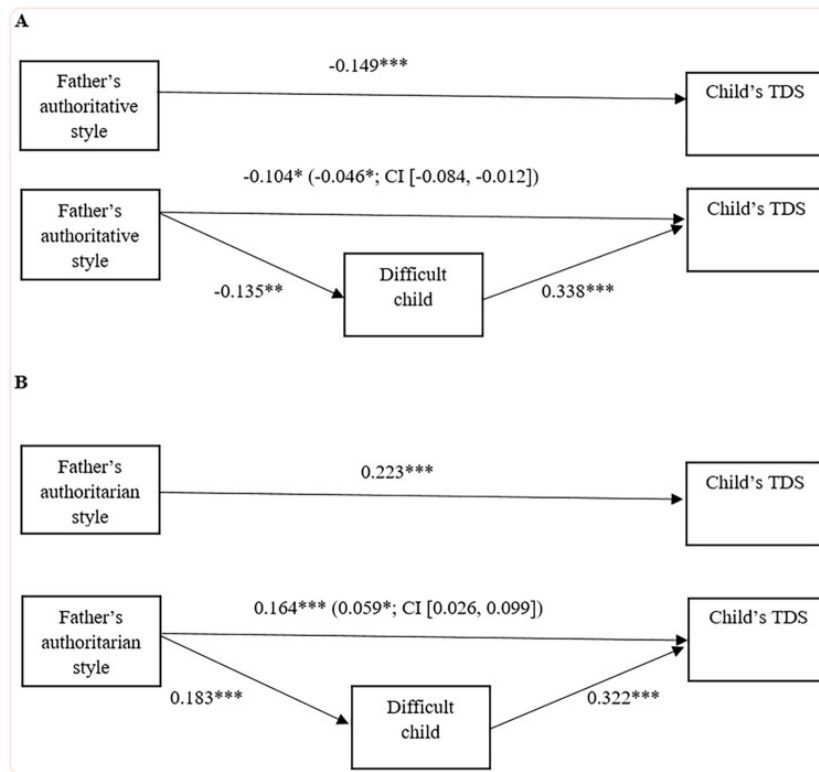 A
-0.149***
Father’s
authoritative
style
Child’s TDS
-0.104* (-0.046*; CI [-0.084, -0.012])
Father’s
authoritative
style
Child’s TDS
Difficult
child
-0.135**
0.338***
B
0.223***
Father’s
authoritarian
style
Child’s TDS
0.164*** (0.059*; CI [0.026, 0.099])
Father’s
authoritarian
style
Child’s TDS
0.183***
Difficult
child
0.322***